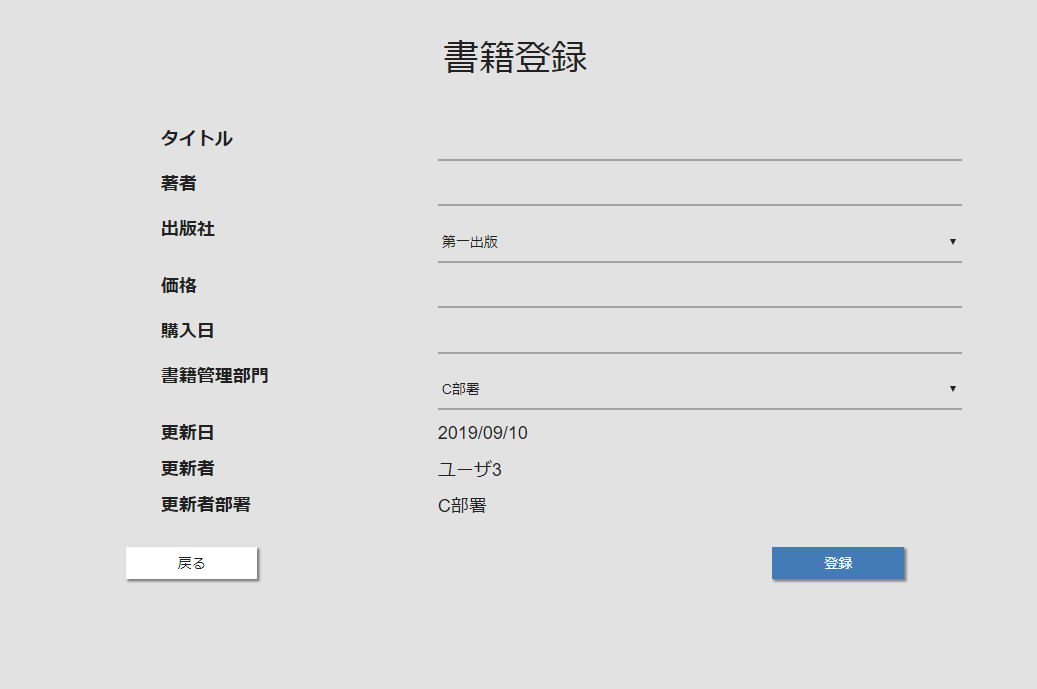 書籍登録
タイトル
著者
出版社
第一出版 ▼
価格
購入日
書籍管理部門
C部署 ▼
更新日 2019/09/10
更新者 ユーザ3
更新者部署 C部署
戻る 登録